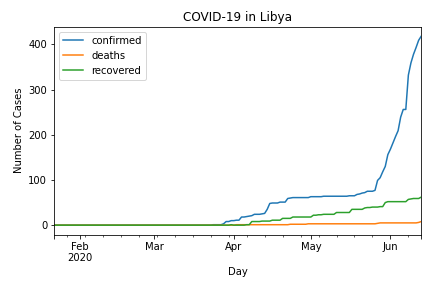 COVID-19 in Libya
confirmed
deaths
recovered
Number of Cases
400
300
200
100
0
Feb
2020
Mar
Apr
May
Jun
Day